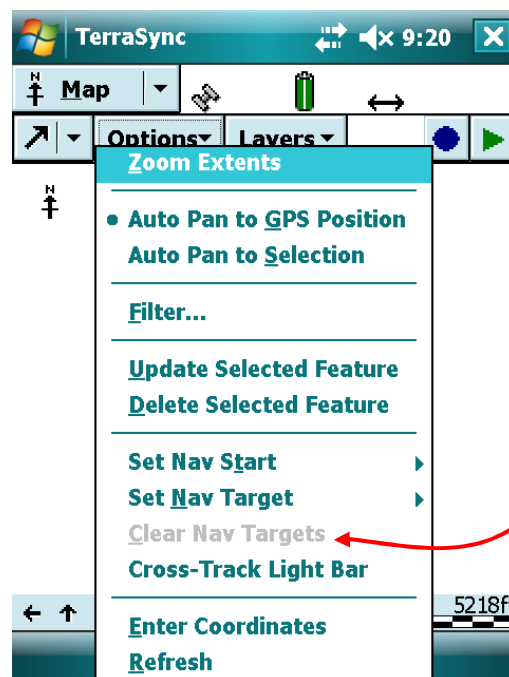 TerraSync 9:20
N
Map
Options Layers
Zoom Extents
N
Auto Pan to GPS Position
Auto Pan to Selection
Filter...
Update Selected Feature
Delete Selected Feature
Set Nav Start
Set Nav Target
Clear Nav Targets
Cross-Track Light Bar
5218f
Enter Coordinates
Refresh